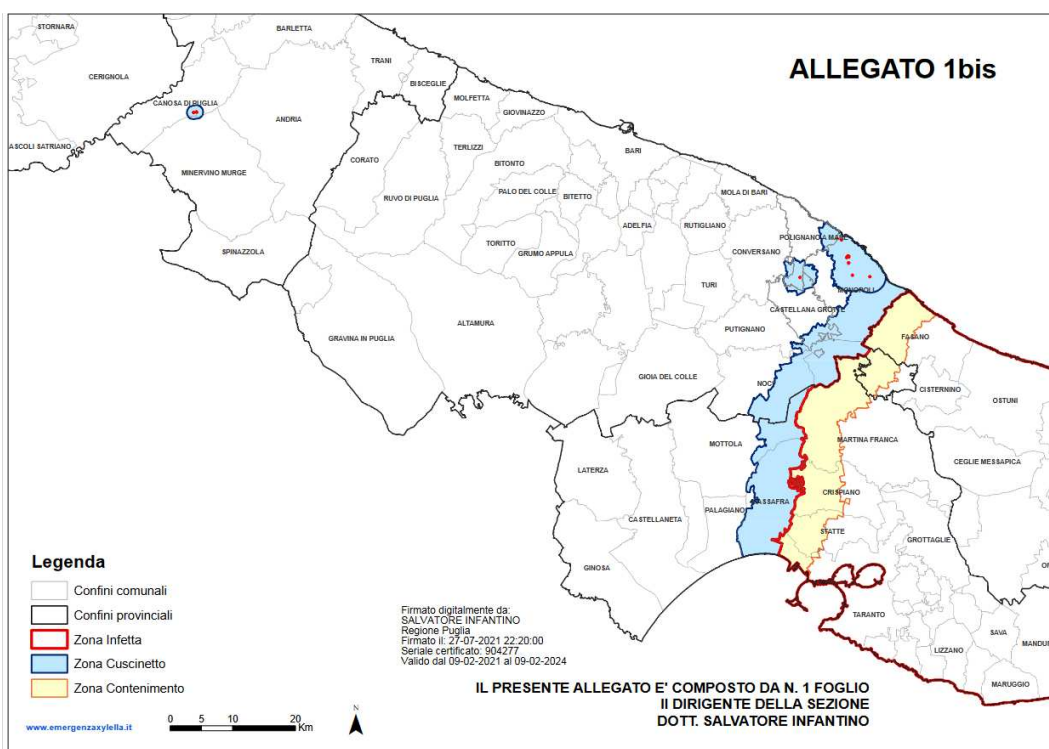 STORNARA
BARLETTA
ALLEGATO 1bis
TRANI
CERIGNOLA
BISCEGLIE
MOLFETTA
CANOSA DI PUGLIA
GIOVINAZZO
ANDRIA
ASCOLI SATRIANO
TERLIZZI
BARI
CORATO
BITONTO
MINERVINO MURGE
PALO DEL COLLE
MOLA DI BARI
RUVO DI PUGLIA
BITETTO
ADELFIA
RUTIGLIANO
POLIGNANO A MARE
TORITTO
CONVERSANO
SPINAZZOLA
GRUMO APPULA
TURI
MONOPOLI
CASTELLANA GROTTE
ALTAMURA
PUTIGNANO
GRAVINA IN PUGLIA
FASANO
GIOIA DEL COLLE
NOCI
CISTERNINO
OSTUNI
MOTTOLA
MARTINA FRANCA
LATERZA
CEGLIE MESSAPICA
CRISPIANO
PALAGIANO
CASTELLANETA
STATTE
GROTTAGLIE
GINOSA
TARANTO
SAVA
LIZZANO
MARUGGIO
Legenda
Confini comunali
Confini provinciali
Zona Infetta
Zona Cuscinetto
Zona Contenimento
Firmato digitalmente da:
SALVATORE INFANTINO
Regione Puglia
Firmato il: 27-07-2021 22:20:00
Seriale certificato: 904277
Valido dal 09-02-2021 al 09-02-2024
IL PRESENTE ALLEGATO E' COMPOSTO DA N. 1 FOGLIO
Il DIRIGENTE DELLA SEZIONE
DOTT. SALVATORE INFANTINO
www.emergenzaxylella.it
0 5 10 20 Km
N